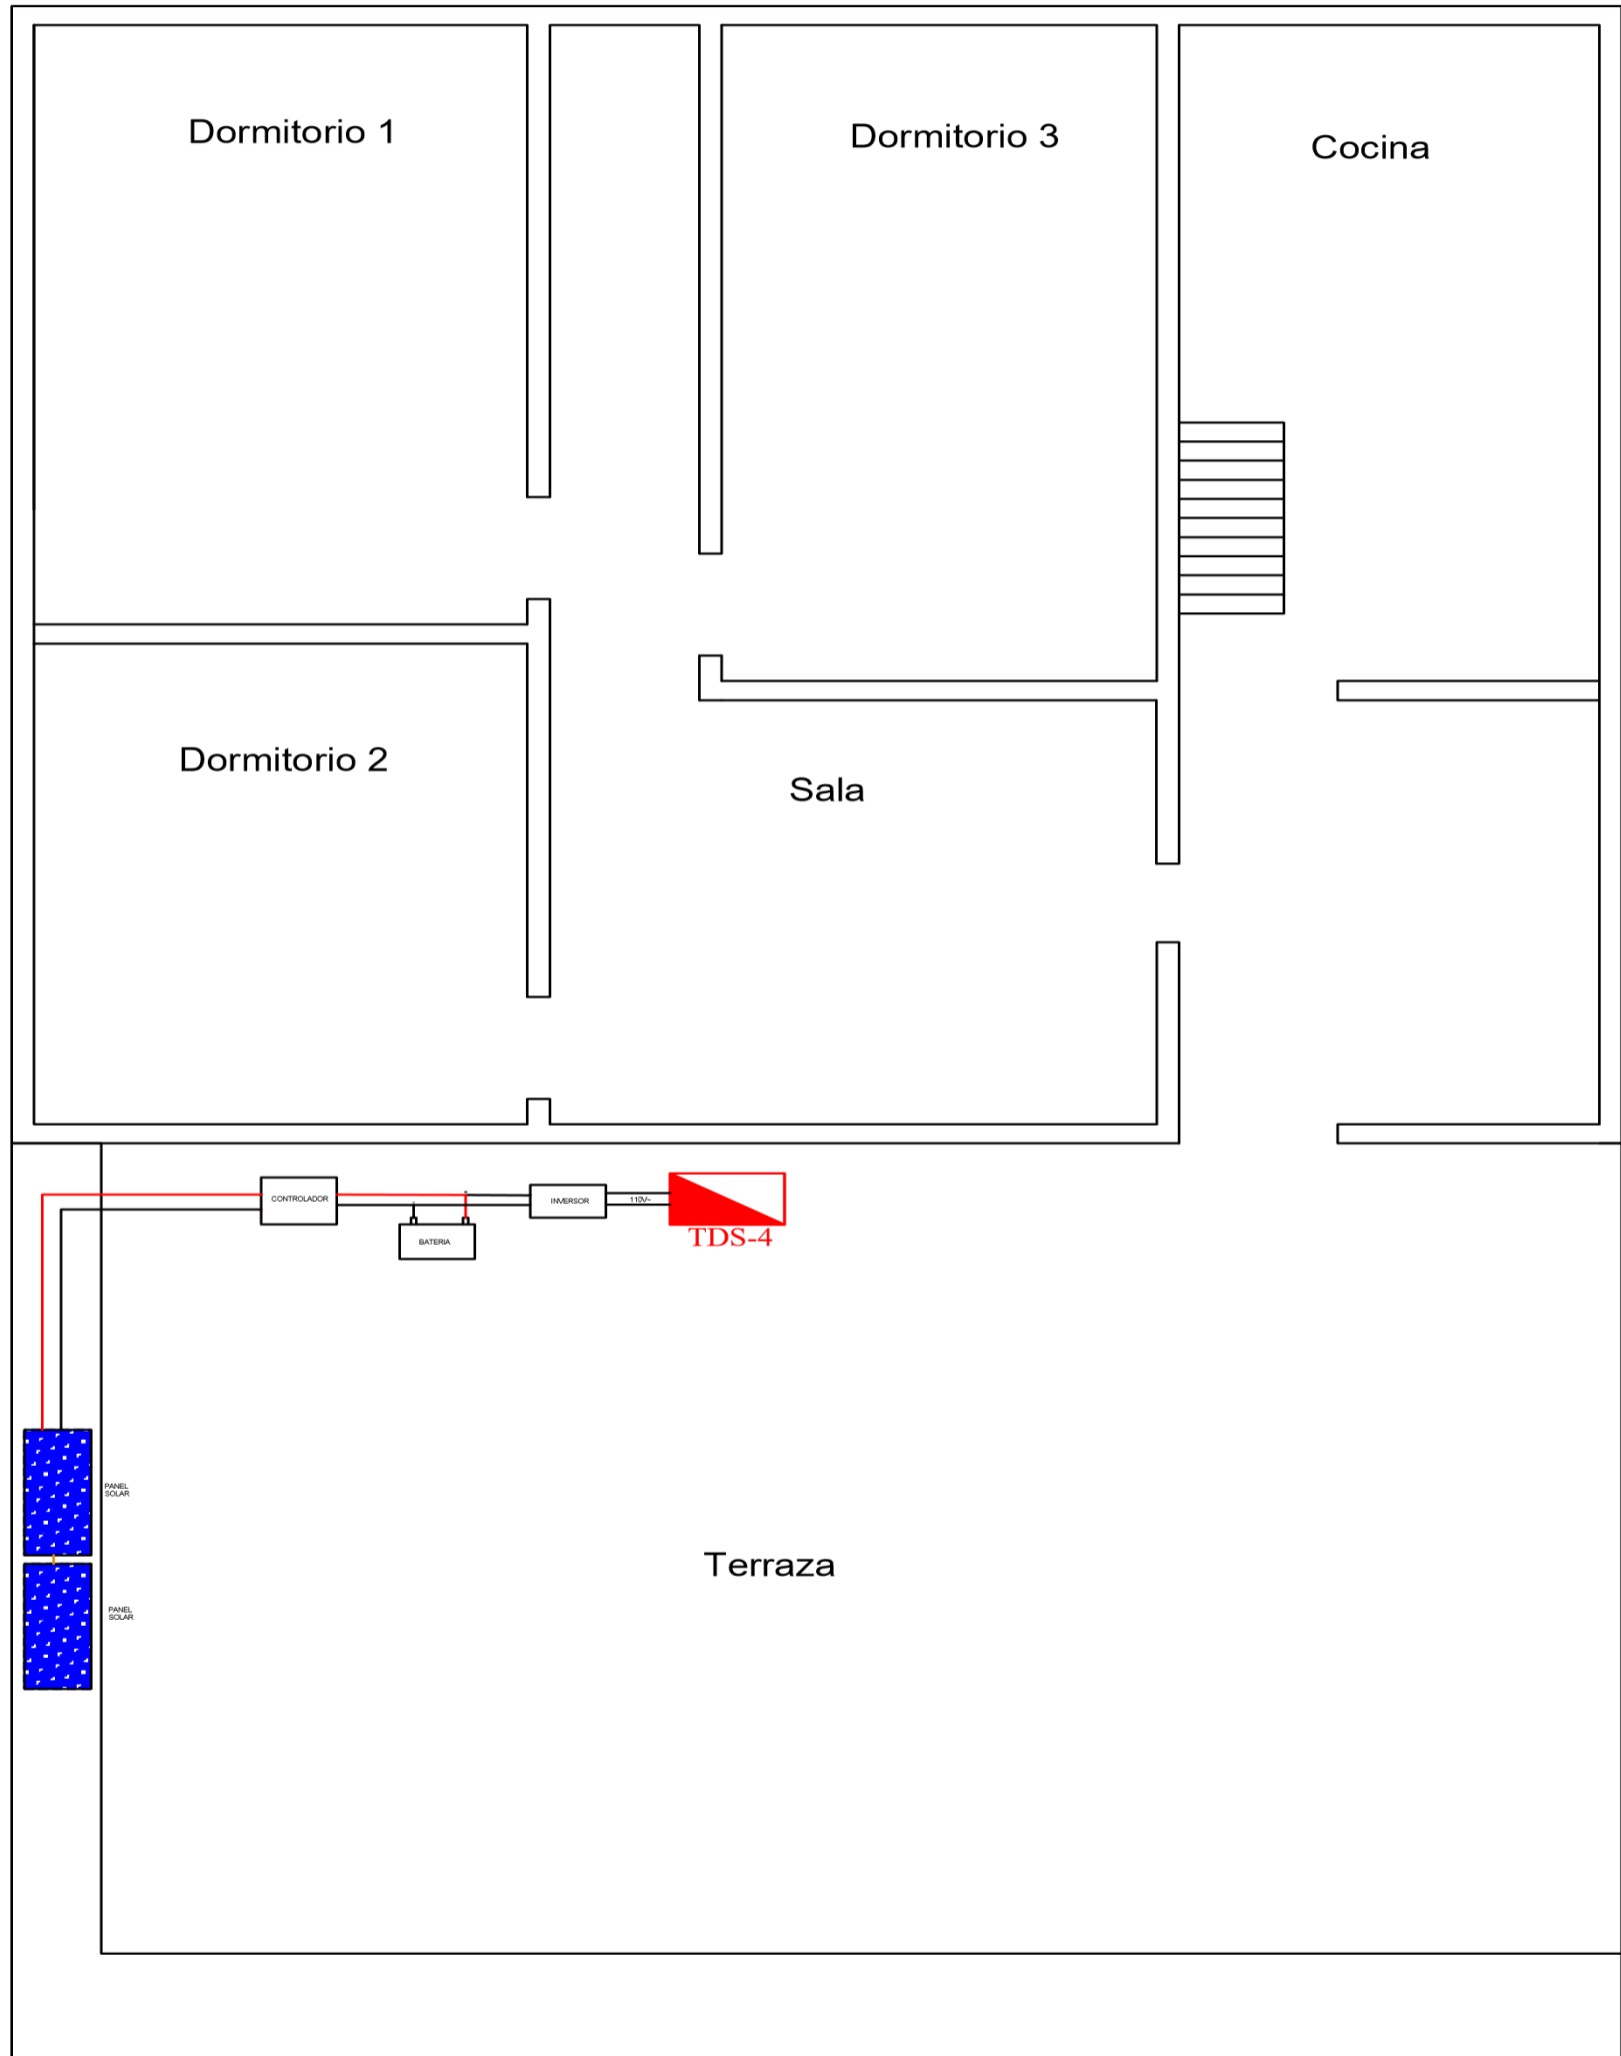 Dormitorio 1
Dormitorio 3
Cocina
Dormitorio 2
Sala
CONTROLADOR
INVERSOR
110V~
BATERIA
TDS-4
PANEL
SOLAR
Terraza
PANEL
SOLAR